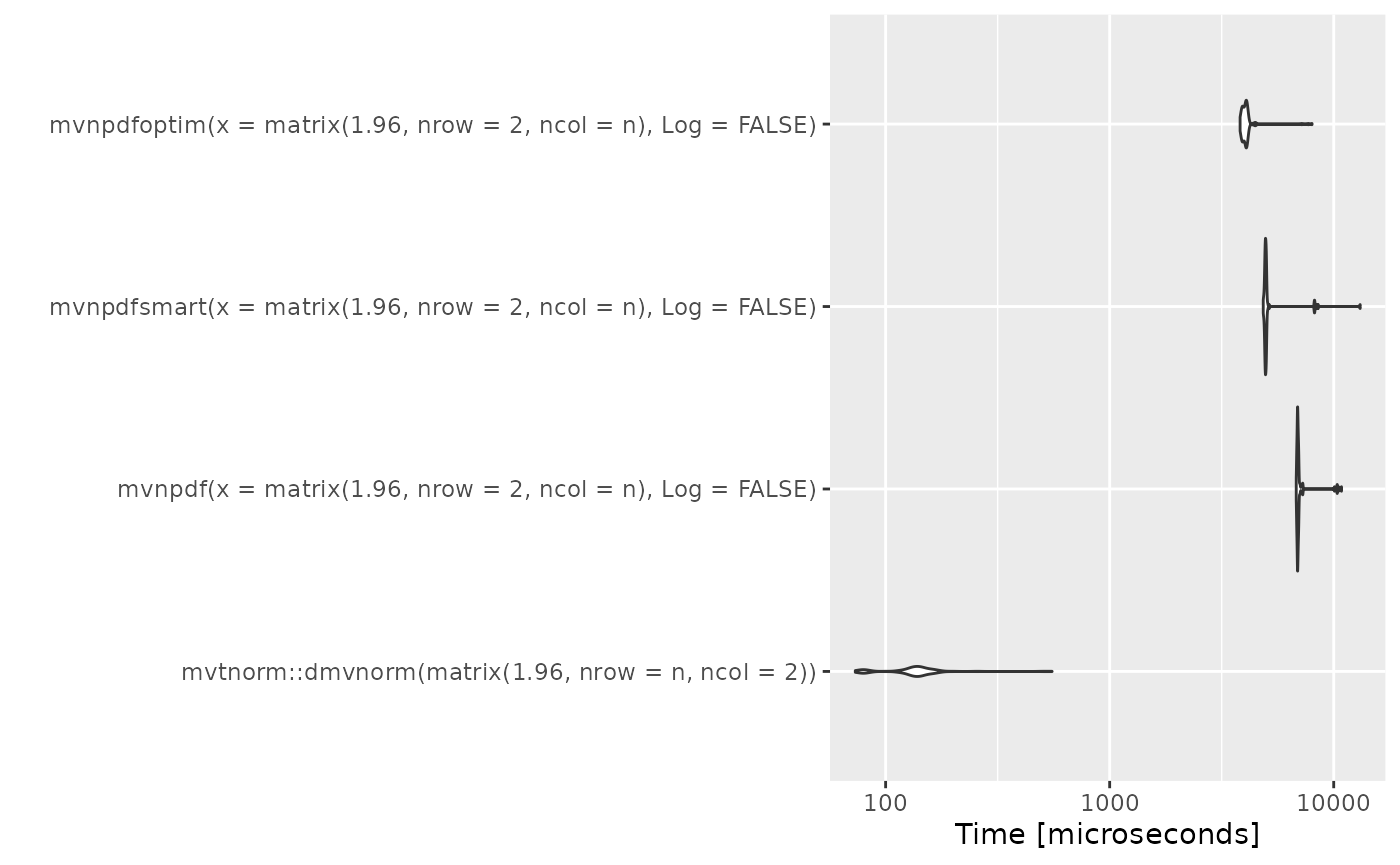 mvnpdfoptim(x = matrix(1.96, nrow = 2, ncol = n), Log = FALSE)
mvnpdfsmart(x = matrix(1.96, nrow = 2, ncol = n), Log = FALSE)
mvnpdf(x = matrix(1.96, nrow = 2, ncol = n), Log = FALSE)
mvtnorm::dmvnorm(matrix(1.96, nrow = n, ncol = 2))
100 1000 10000
Time [microseconds]